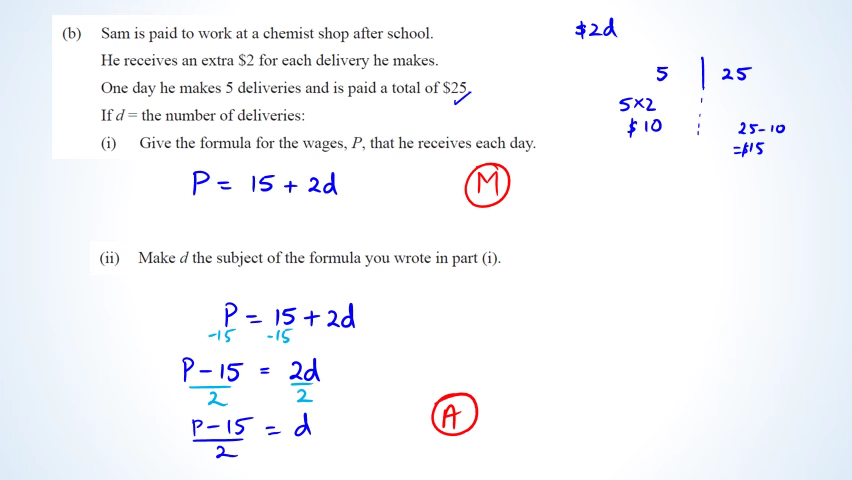 (b) Sam is paid to work at a chemist shop after school.
He receives an extra $2 for each delivery he makes.
One day he makes 5 deliveries and is paid a total of $25.
If d = the number of deliveries:
(i) Give the formula for the wages, P, that he receives each day.
$2d
5 | 25
5×2
$10
25-10
=$15
P = 15 + 2d
M
(ii) Make d the subject of the formula you wrote in part (i).
P = 15 + 2d
-15 -15
P - 15 = 2d
2 2
P - 15 = d
2
A